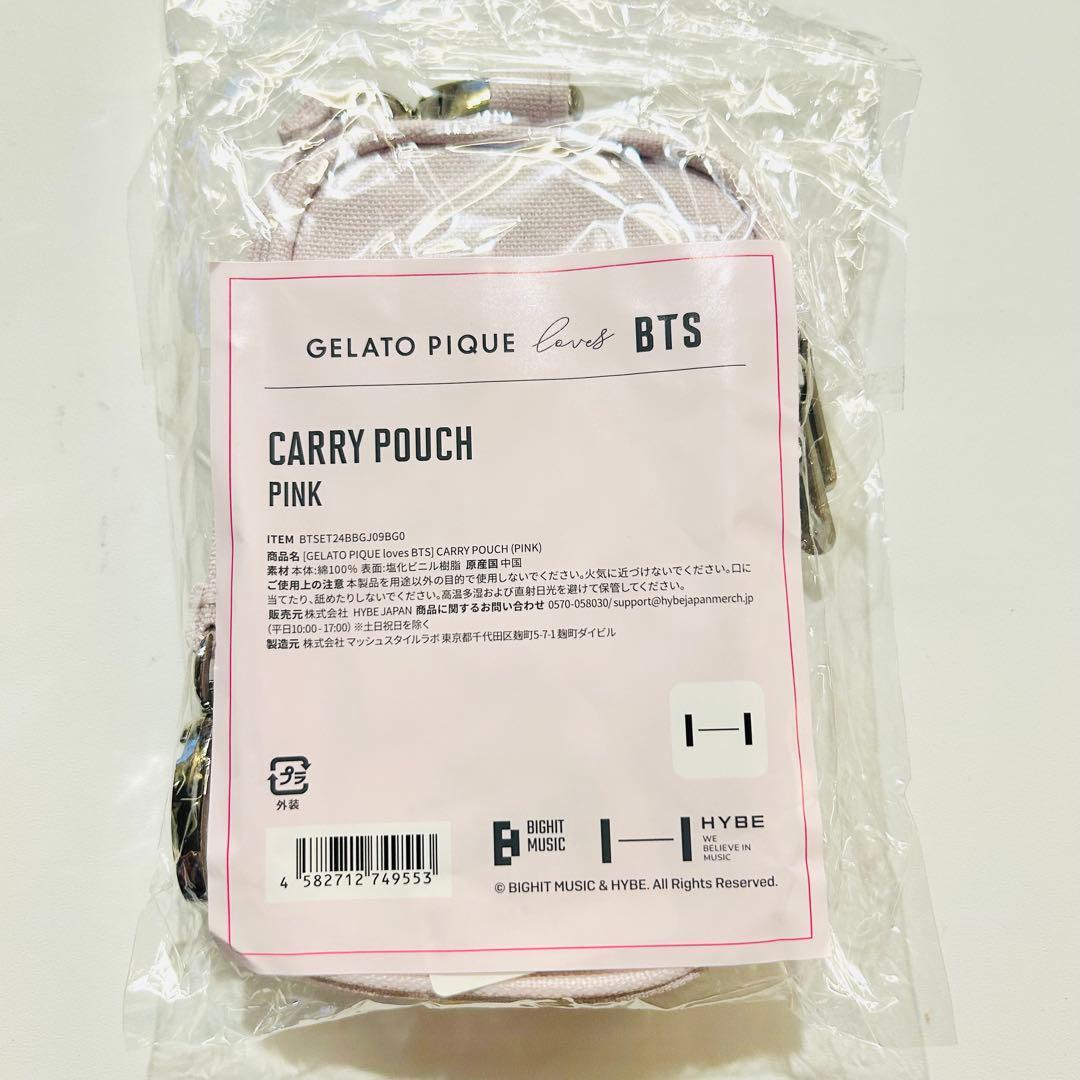 GELATO PIQUE loves BTS
CARRY POUCH
PINK
ITEM BTSET24BBGJ09BG0
商品名 [GELATO PIQUE loves BTS] CARRY POUCH (PINK)
素材 本体:綿100% 表面:塩化ビニル樹脂 原産国 中国
ご使用上の注意 本製品を用途以外の目的で使用しないでください。火気に近づけないでください。口に
当てたり、舐めたりしないでください。高温多湿および直射日光を避けて保管してください。
販売元 株式会社 HYBE JAPAN 商品に関するお問い合わせ 0570-058030/ support@hybejapanmerch.jp
(平日10:00 - 17:00) ※土日祝日を除く
製造元 株式会社 マッシュスタイルラボ 東京都千代田区麹町5-7-1 麹町ダイビル
プラ
外装
4 582712 749553
BIGHIT
MUSIC
HYBE
WE
BELIEVE IN
MUSIC
© BIGHIT MUSIC & HYBE. All Rights Reserved.